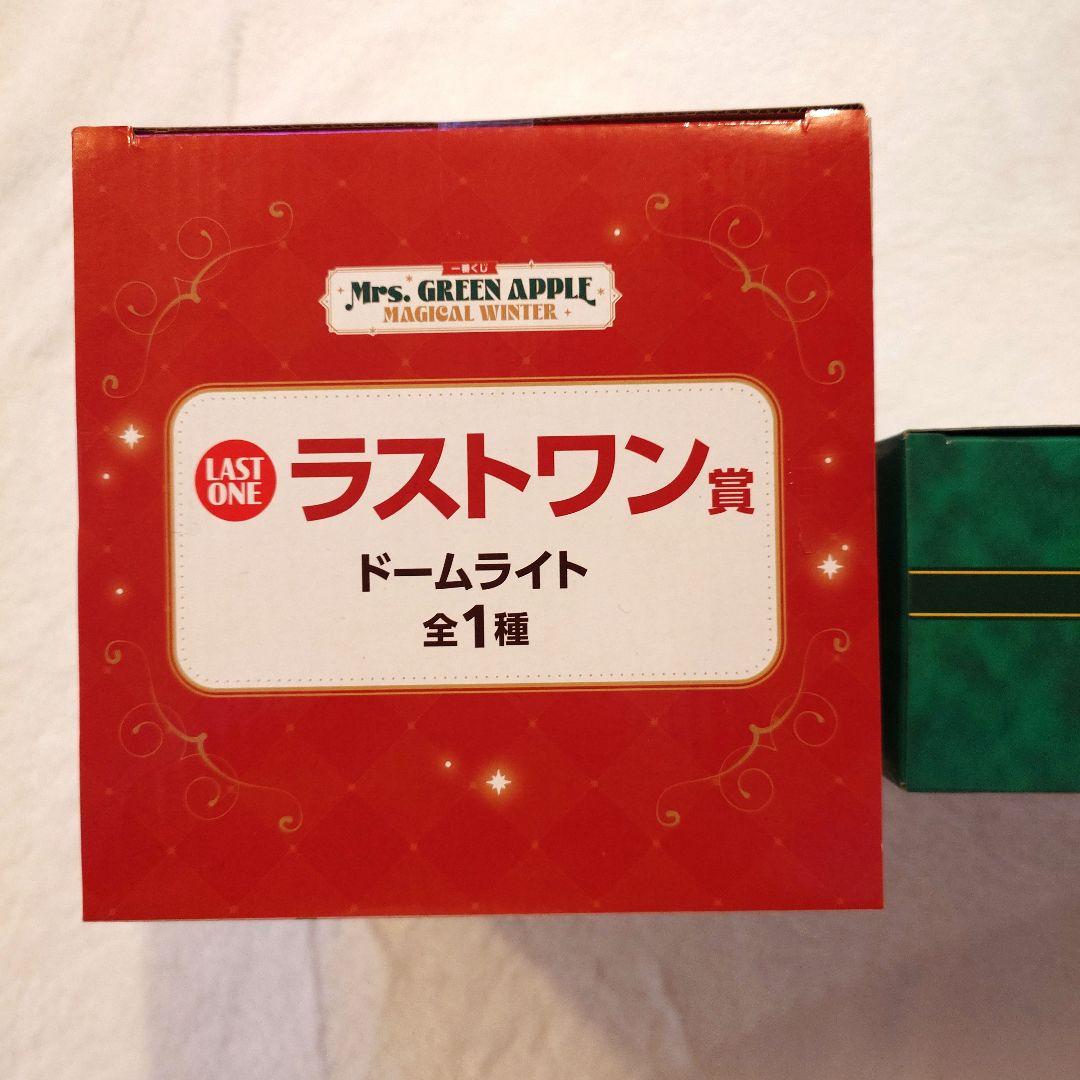 一番くじ
Mrs. GREEN APPLE
MAGICAL WINTER
LAST
ONE
ラストワン賞
ドームライト
全1種